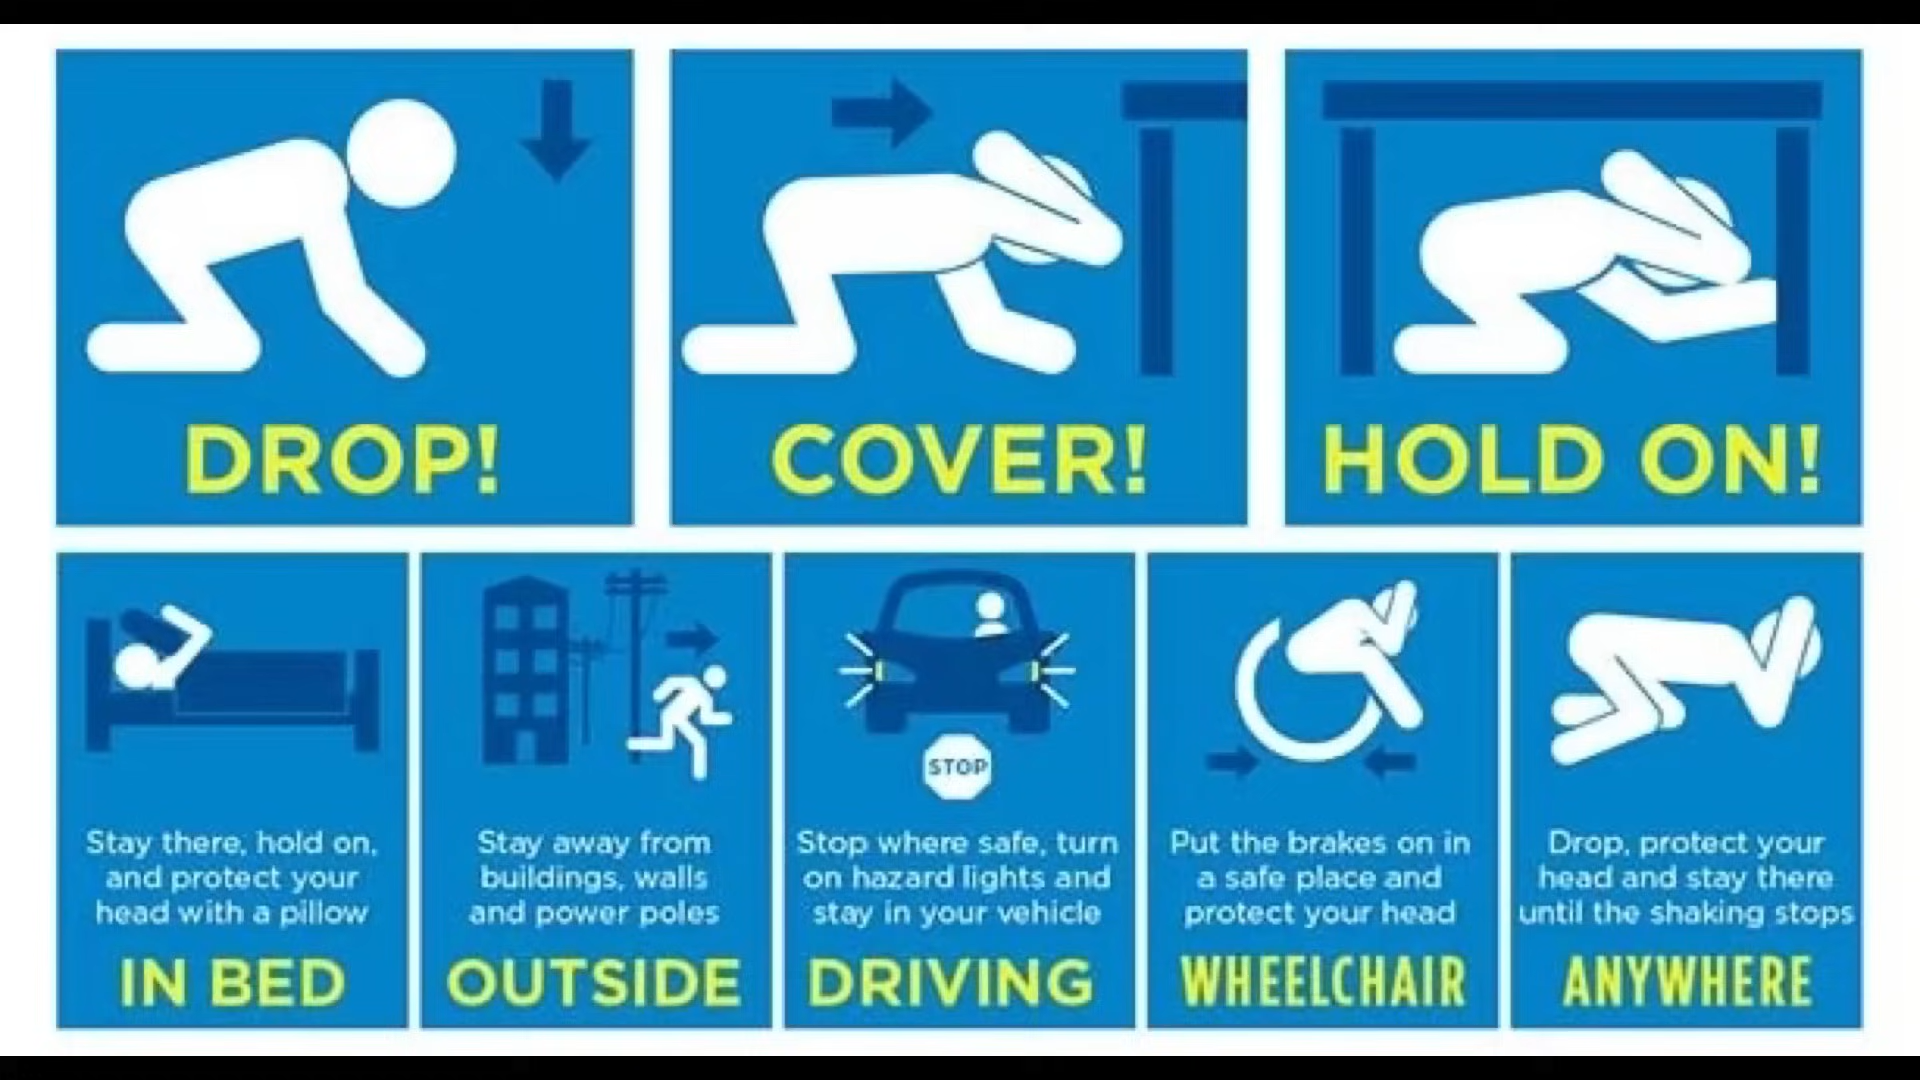 DROP!
COVER!
HOLD ON!
Stay there, hold on,
and protect your
head with a pillow
IN BED
Stay away from
buildings, walls
and power poles
OUTSIDE
STOP
Stop where safe, turn
on hazard lights and
stay in your vehicle
DRIVING
Put the brakes on in
a safe place and
protect your head
WHEELCHAIR
Drop, protect your
head and stay there
until the shaking stops
ANYWHERE